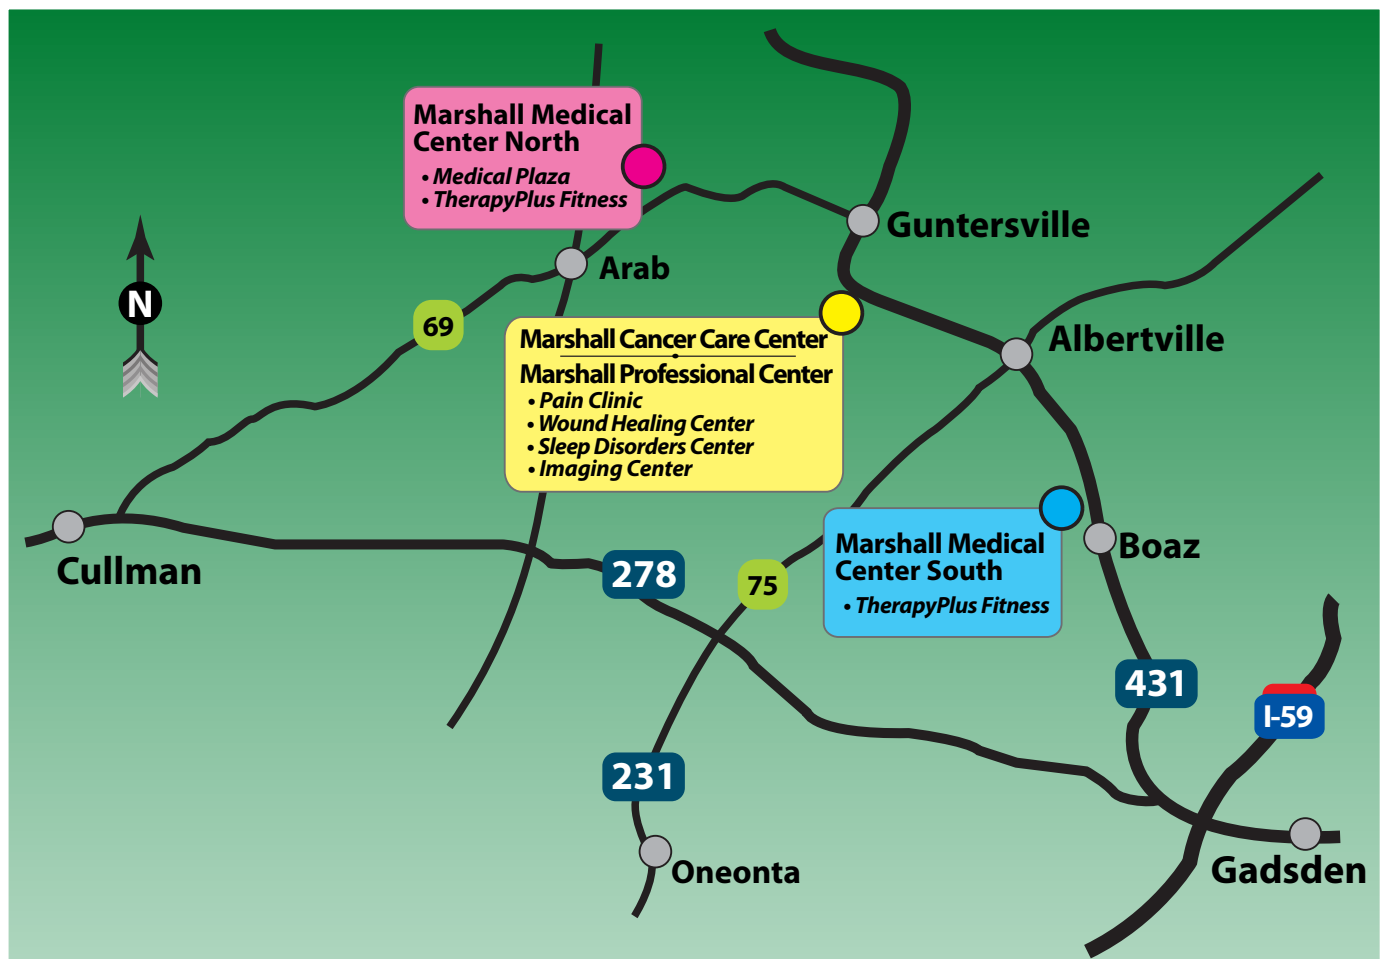 Marshall Medical
Center North
• Medical Plaza
• TherapyPlus Fitness
Guntersville
Arab
N
69
Marshall Cancer Care Center
Marshall Professional Center
• Pain Clinic
• Wound Healing Center
• Sleep Disorders Center
• Imaging Center
Albertville
Marshall Medical
Center South
• TherapyPlus Fitness
Boaz
Cullman
278
75
431
I-59
231
Oneonta
Gadsden